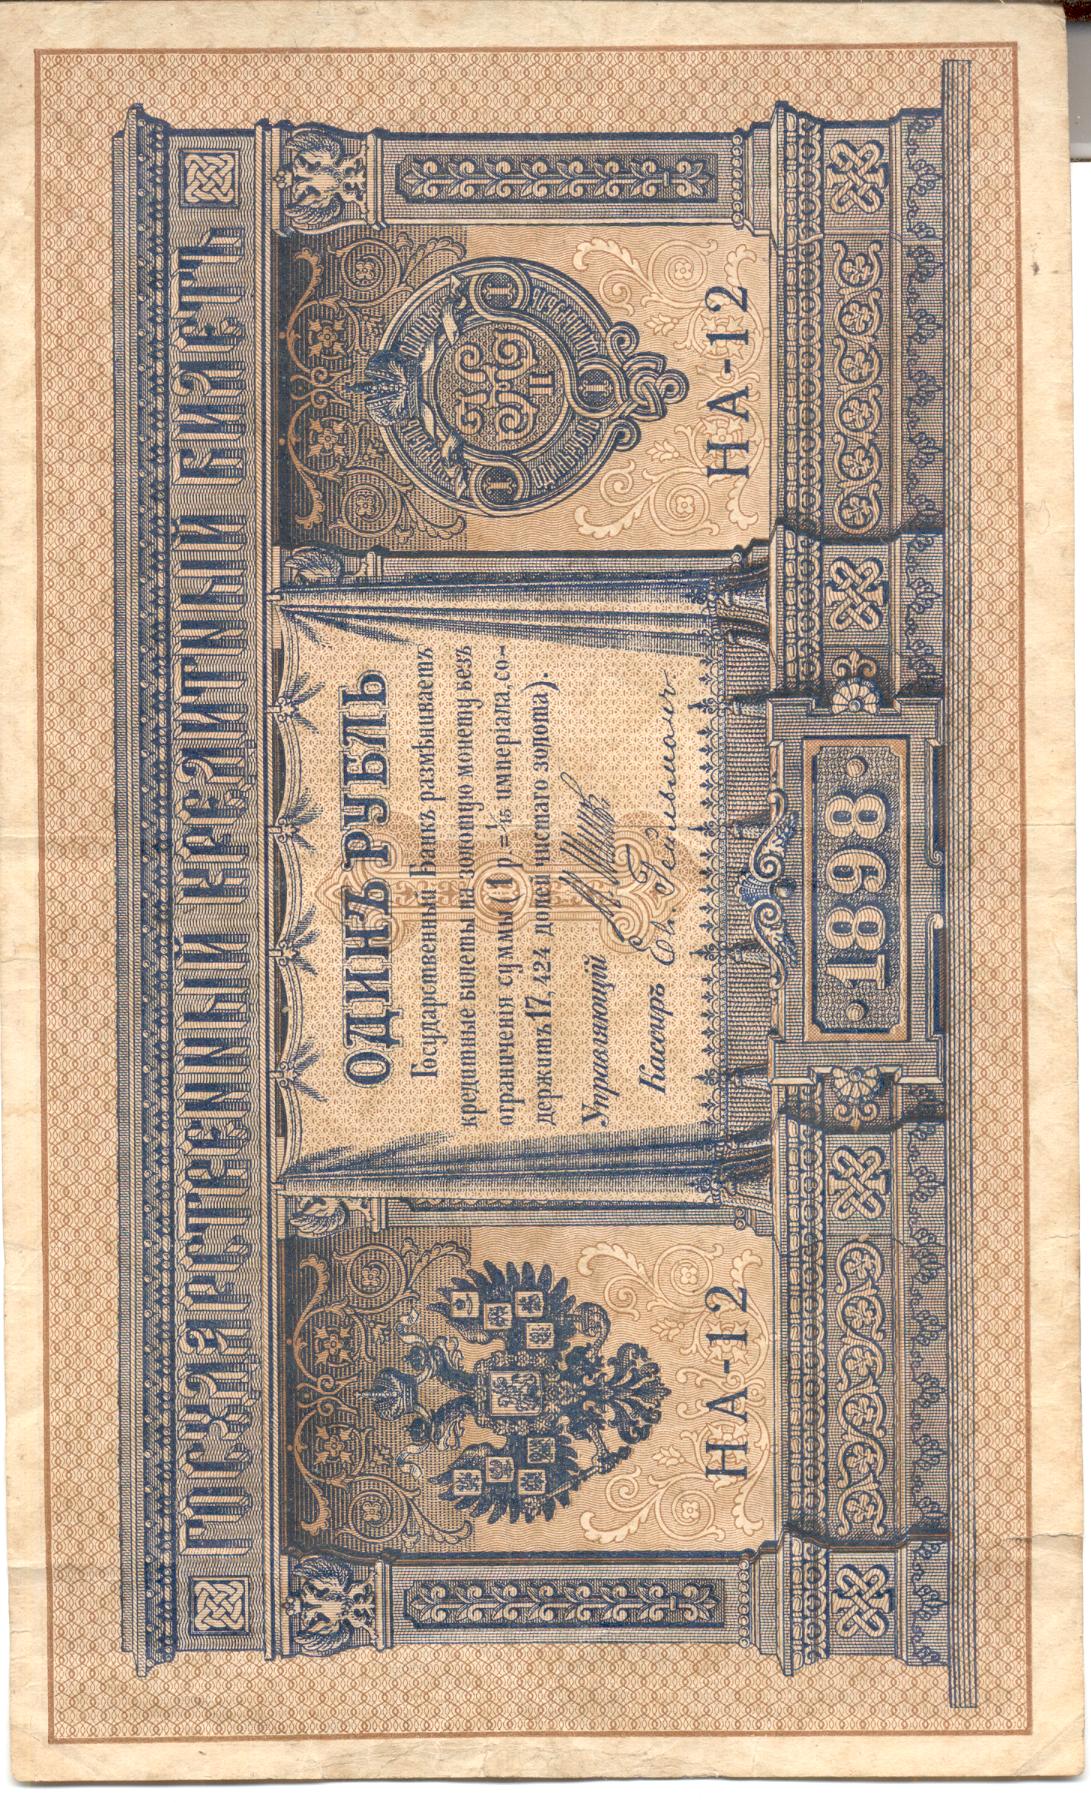 ГОСУДАРСТВЕННЫЙ КРЕДИТНЫЙ БИЛЕТЪ
ОДИНЪ РУБЛЬ
Государственный Банкъ размѣниваетъ
кредитные билеты на золотую монету безъ
ограниченія суммы (1 р = 1/15 имперіала, со-
держитъ 17,424 долей чистаго золота).
Управляющій
Кассиръ
НА-12
НА-12
1898